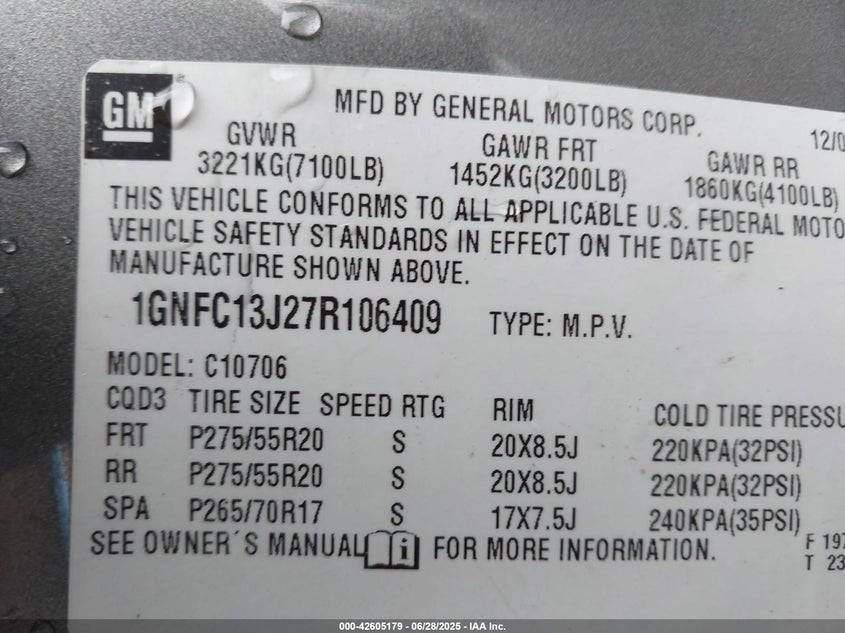 GM
MFD BY GENERAL MOTORS CORP.
12/0
GVWR GAWR FRT GAWR RR
3221KG(7100LB) 1452KG(3200LB) 1860KG(4100LB)
THIS VEHICLE CONFORMS TO ALL APPLICABLE U.S. FEDERAL MOTO
VEHICLE SAFETY STANDARDS IN EFFECT ON THE DATE OF
MANUFACTURE SHOWN ABOVE.
1GNFC13J27R106409 TYPE: M.P.V.
MODEL: C10706
CQD3 TIRE SIZE SPEED RTG RIM COLD TIRE PRESSU
FRT P275/55R20 S 20X8.5J 220KPA(32PSI)
RR P275/55R20 S 20X8.5J 220KPA(32PSI)
SPA P265/70R17 S 17X7.5J 240KPA(35PSI)
SEE OWNER´S MANUAL i FOR MORE INFORMATION.
F 197
T 23
000-42605179 | 06/28/2025 - IAA Inc.